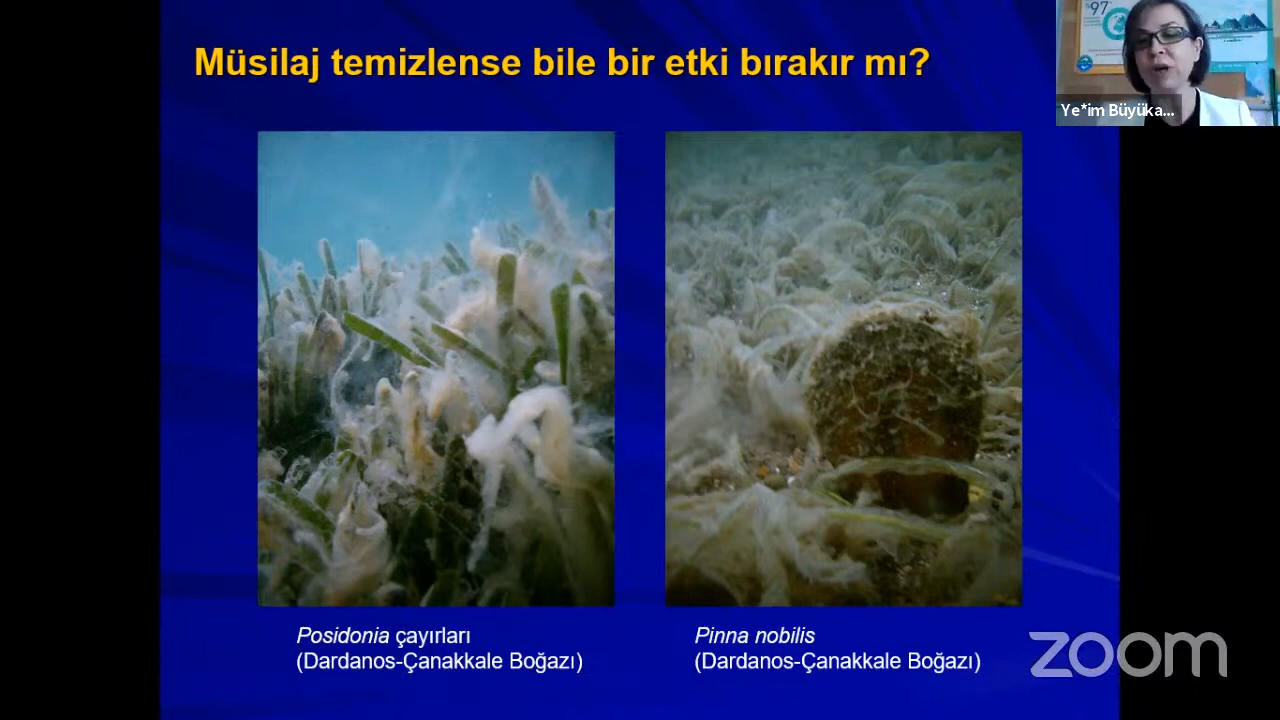 Müsilaj temizlense bile bir etki bırakır mı?
%97
Ye*im Büyüka...
Posidonia çayırları
(Dardanos-Çanakkale Boğazı)
Pinna nobilis
(Dardanos-Çanakkale Boğazı)
zoom